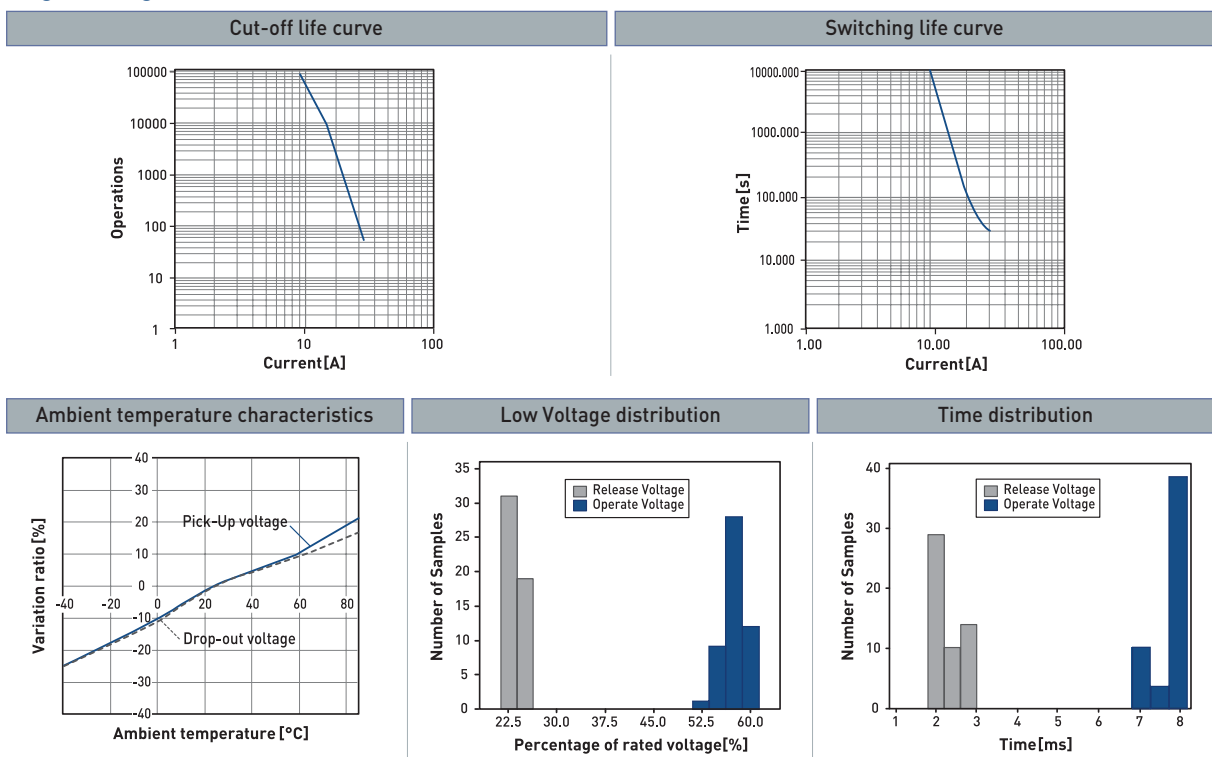 Cut-off life curve
Operations
100000
10000
1000
100
10
1
1 10 100
Current[A]
Switching life curve
Time[s]
10000.000
1000.000
100.000
10.000
1.000
1.00 10.00 100.00
Current[A]
Ambient temperature characteristics
Variation ratio[%]
40
30
20
Pick-Up voltage
10
0
-40 -20 0 20 40 60 80
-10
Drop-out voltage
-20
-30
-40
Ambient temperature[°C]
Low Voltage distribution
Number of Samples
35
30
25
20
15
10
5
0
Release Voltage
Operate Voltage
22.5 30.0 37.5 45.0 52.5 60.0
Percentage of rated voltage[%]
Time distribution
Number of Samples
40
30
20
10
0
Release Voltage
Operate Voltage
1 2 3 4 5 6 7 8
Time[ms]